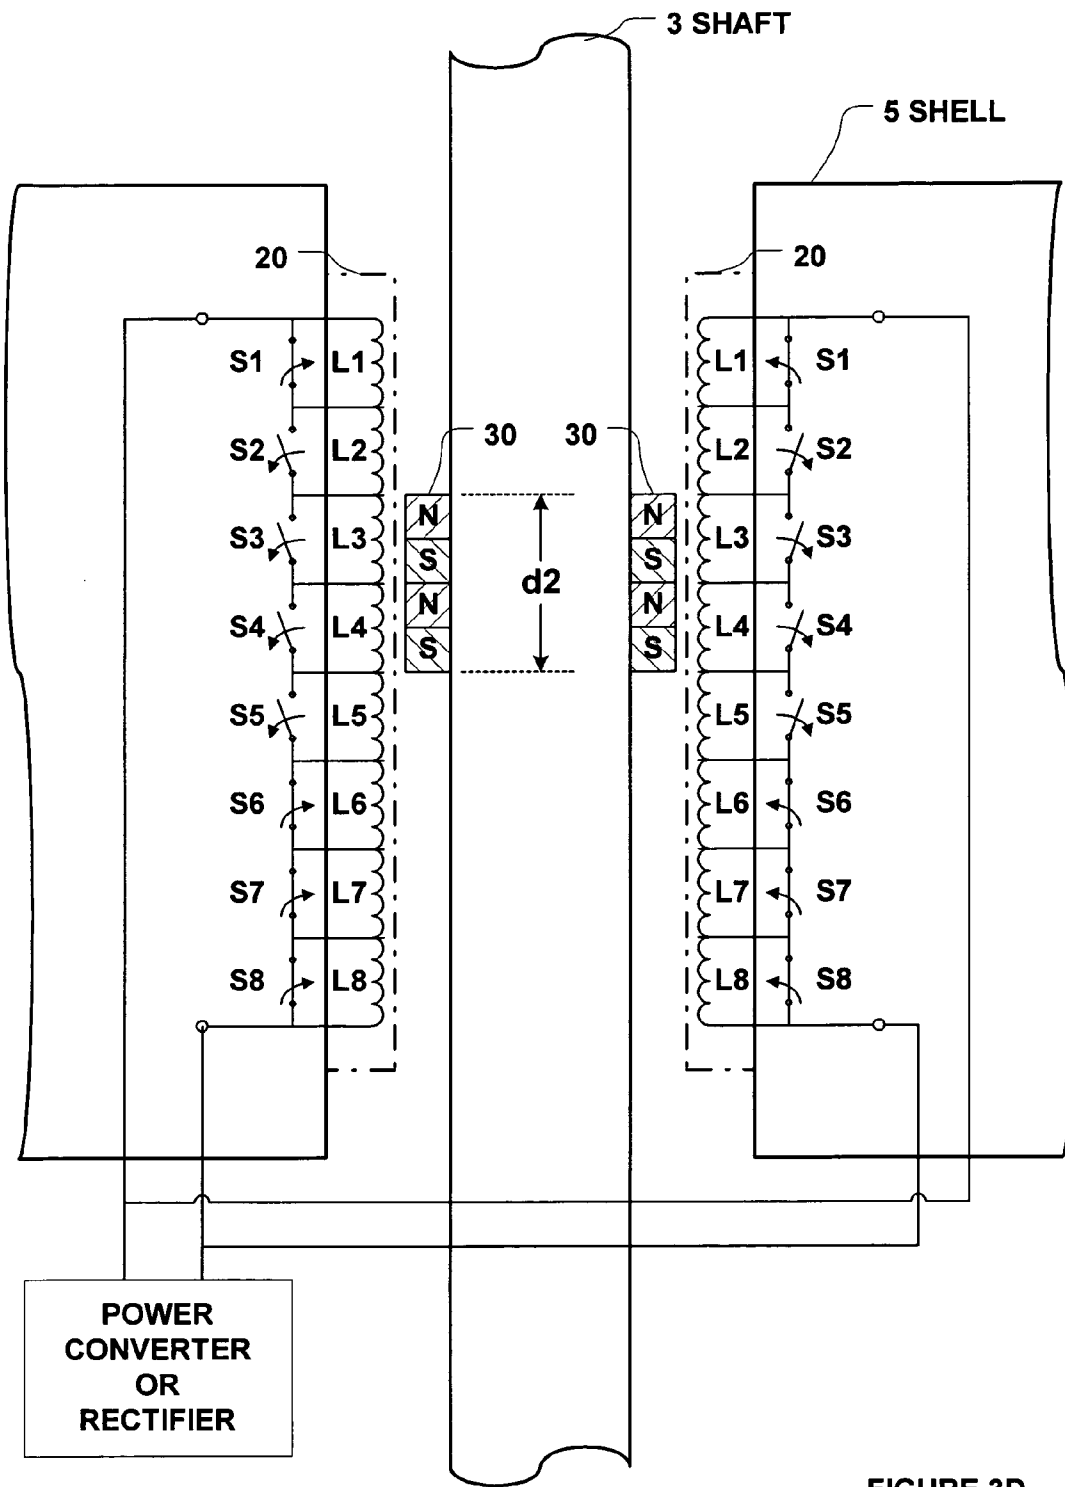 3 SHAFT
5 SHELL
20
20
S1 L1 L1 S1
30 30
S2 L2 L2 S2
N N
S3 L3 L3 S3
S S
d2
N N
S4 L4 L4 S4
S S
S5 L5 L5 S5
S6 L6 L6 S6
S7 L7 L7 S7
S8 L8 L8 S8
POWER
CONVERTER
OR
RECTIFIER
FIGURE 3D